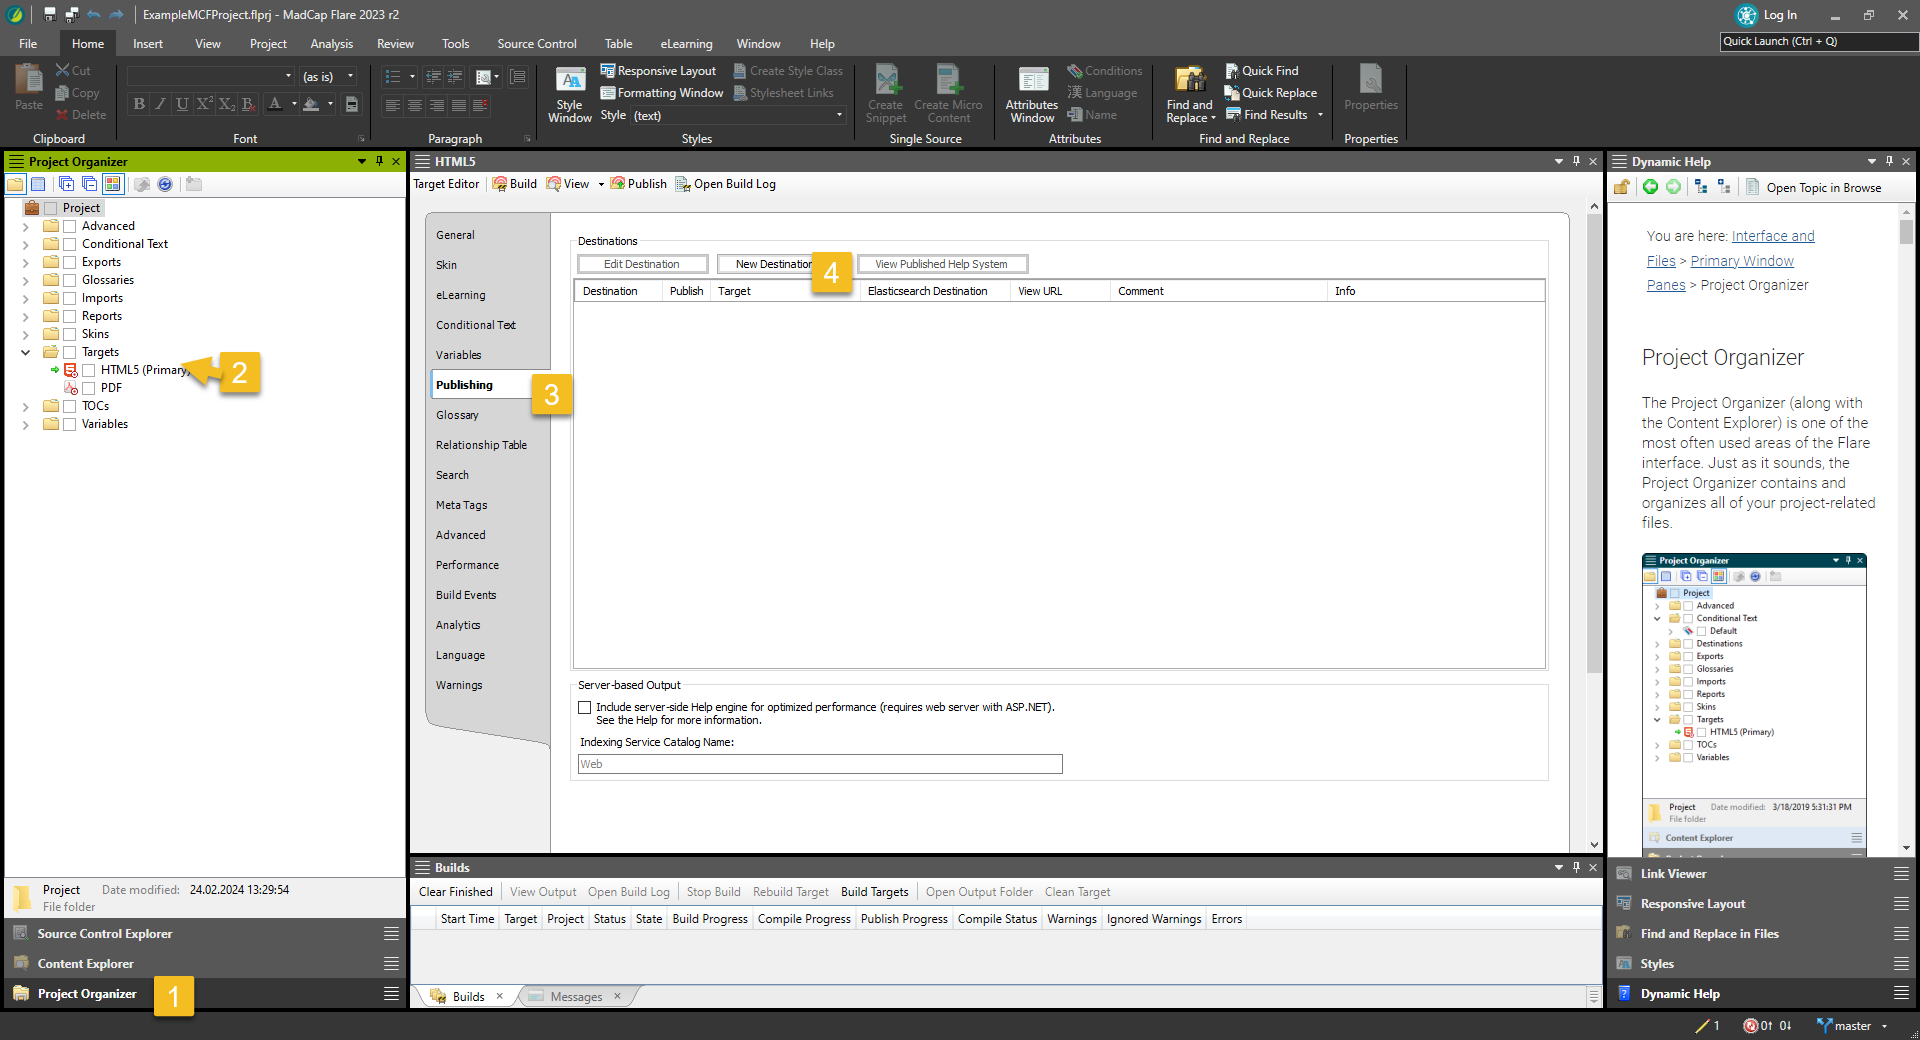 ExampleMCFProject.flprj - MadCap Flare 2023 r2
Log In
File Home Insert View Project Analysis Review Tools Source Control Table eLearning Window Help
Quick Launch (Ctrl + Q)
Paste
Cut
Copy
Delete
Clipboard
(as is)
B I U X² X₂ B
A
Font
Paragraph
Style Window
Responsive Layout
Formatting Window
Style (text)
Create Style Class
Stylesheet Links
Styles
Create Snippet
Create Micro Content
Single Source
Attributes Window
Conditions
Language
Name
Attributes
Find and Replace
Quick Find
Quick Replace
Find Results
Find and Replace
Properties
Properties
Project Organizer
Project
Advanced
Conditional Text
Exports
Glossaries
Imports
Reports
Skins
Targets
HTML5 (Primary)
2
PDF
TOCs
Variables
Project Date modified: 24.02.2024 13:29:54
File folder
Source Control Explorer
Content Explorer
Project Organizer
1
HTML5
Target Editor Build View Publish Open Build Log
General
Skin
eLearning
Conditional Text
Variables
Publishing
3
Glossary
Relationship Table
Search
Meta Tags
Advanced
Performance
Build Events
Analytics
Language
Warnings
Destinations
Edit Destination New Destination 4 View Published Help System
Destination Publish Target Elasticsearch Destination View URL Comment Info
Server-based Output
Include server-side Help engine for optimized performance (requires web server with ASP.NET).
See the Help for more information.
Indexing Service Catalog Name:
Web
Builds
Clear Finished View Output Open Build Log Stop Build Rebuild Target Build Targets Open Output Folder Clean Target
Start Time Target Project Status State Build Progress Compile Progress Publish Progress Compile Status Warnings Ignored Warnings Errors
Builds Messages
Dynamic Help
Open Topic in Browse
You are here: Interface and
Files > Primary Window
Panes > Project Organizer
Project Organizer
The Project Organizer (along with
the Content Explorer) is one of the
most often used areas of the Flare
interface. Just as it sounds, the
Project Organizer contains and
organizes all of your project-related
files.
Project Organizer
Project
Advanced
Conditional Text
Default
Destinations
Exports
Glossaries
Imports
Reports
Skins
Targets
HTML5 (Primary)
TOCs
Variables
Project Date modified: 3/18/2019 5:31:31 PM
File folder
Content Explorer
Link Viewer
Responsive Layout
Find and Replace in Files
Styles
Dynamic Help
1 0↑ 0↓ master